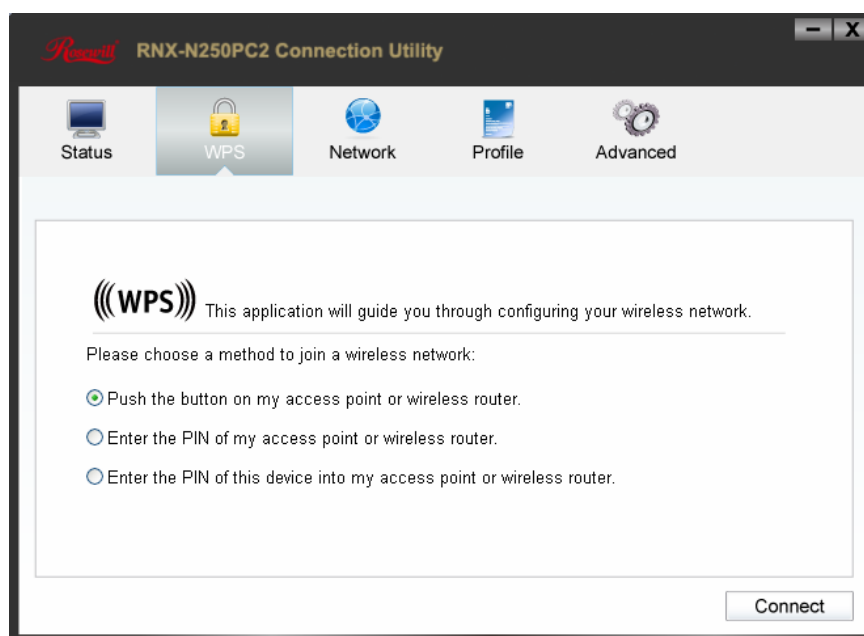 Rosewill RNX-N250PC2 Connection Utility
Status WPS Network Profile Advanced
(((WPS))) This application will guide you through configuring your wireless network.
Please choose a method to join a wireless network:
Push the button on my access point or wireless router.
Enter the PIN of my access point or wireless router.
Enter the PIN of this device into my access point or wireless router.
Connect